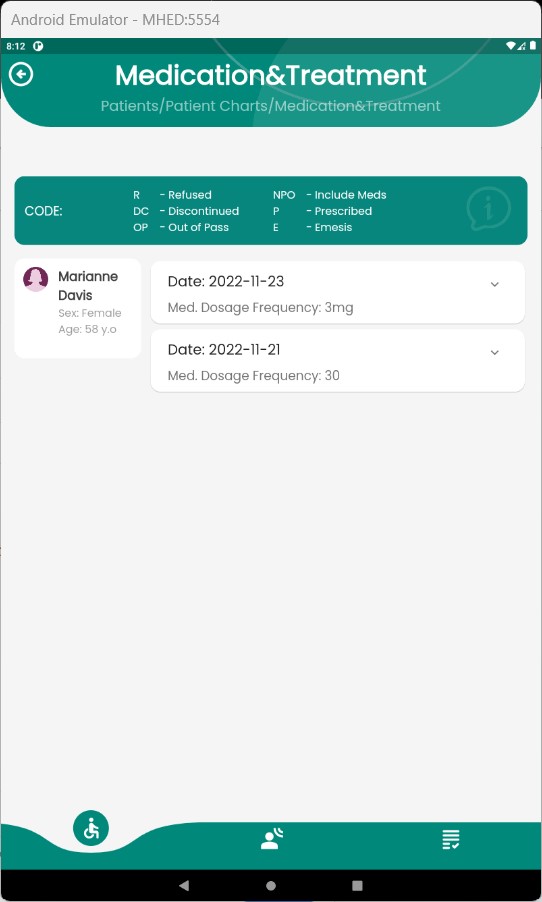 Android Emulator - MHED:5554
8:12
Medication&Treatment
Patients/Patient Charts/Medication&Treatment
CODE:
R - Refused NPO - Include Meds
DC - Discontinued P - Prescribed
OP - Out of Pass E - Emesis
Marianne
Davis
Sex: Female
Age: 58 y.o
Date: 2022-11-23
Med. Dosage Frequency: 3mg
Date: 2022-11-21
Med. Dosage Frequency: 30